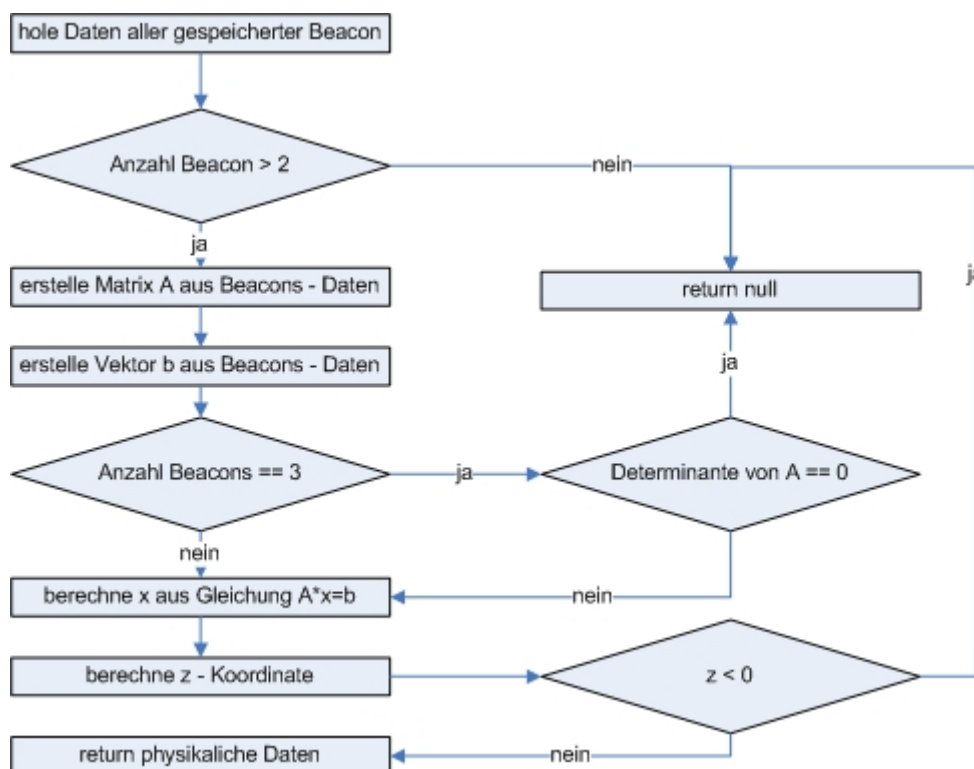 hole Daten aller gespeicherter Beacon
Anzahl Beacon > 2
nein
ja
erstelle Matrix A aus Beacons - Daten
return null
erstelle Vektor b aus Beacons - Daten
ja
Anzahl Beacons == 3
ja
Determinante von A == 0
nein
berechne x aus Gleichung A*x=b
nein
berechne z - Koordinate
z < 0
return physikaliche Daten
nein